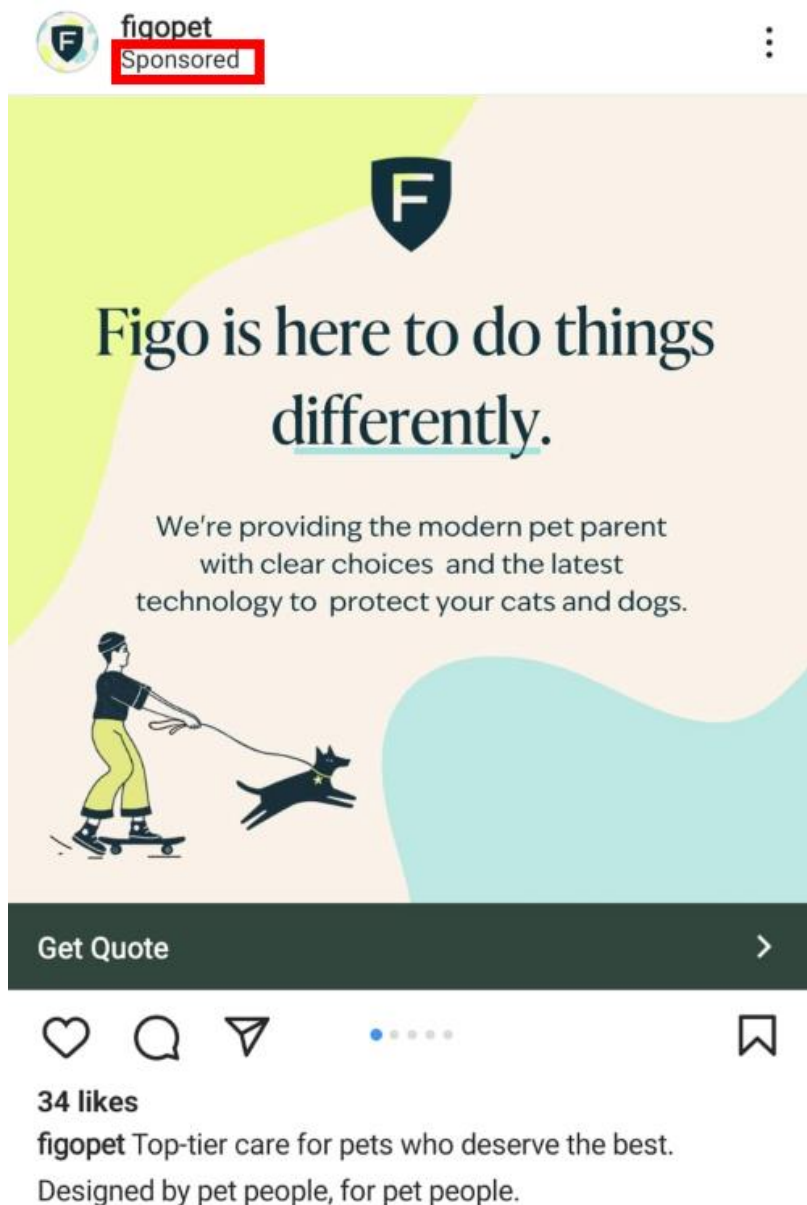 F
figopet
Sponsored
F
Figo is here to do things
differently.
We're providing the modern pet parent
with clear choices and the latest
technology to protect your cats and dogs.
Get Quote
34 likes
figopet Top-tier care for pets who deserve the best.
Designed by pet people, for pet people.